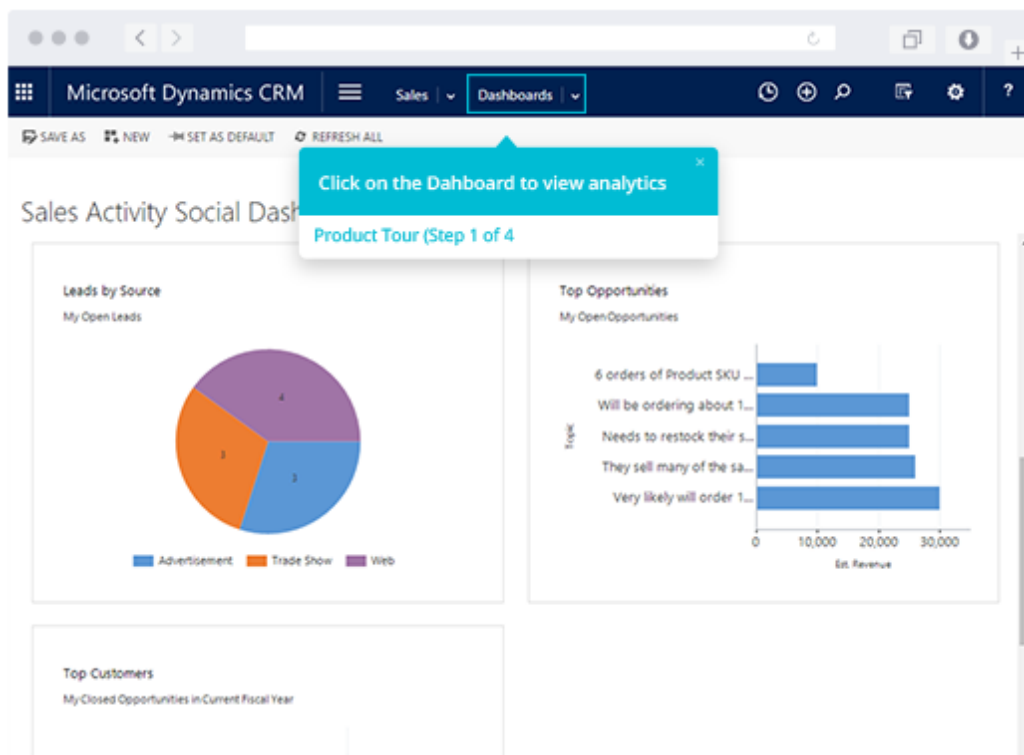 Microsoft Dynamics CRM
Sales
Dashboards
?
SAVE AS
NEW
SET AS DEFAULT
REFRESH ALL
Click on the Dahboard to view analytics
×
Product Tour (Step 1 of 4
Sales Activity Social Dash
Leads by Source
My Open Leads
4
3
3
Advertisement
Trade Show
Web
Top Opportunities
My Open Opportunities
Topic
6 orders of Product SKU ...
Will be ordering about 1...
Needs to restock their s...
They sell many of the sa...
Very likely will order 1...
0 10,000 20,000 30,000
Est. Revenue
Top Customers
My Closed Opportunities in Current Fiscal Year